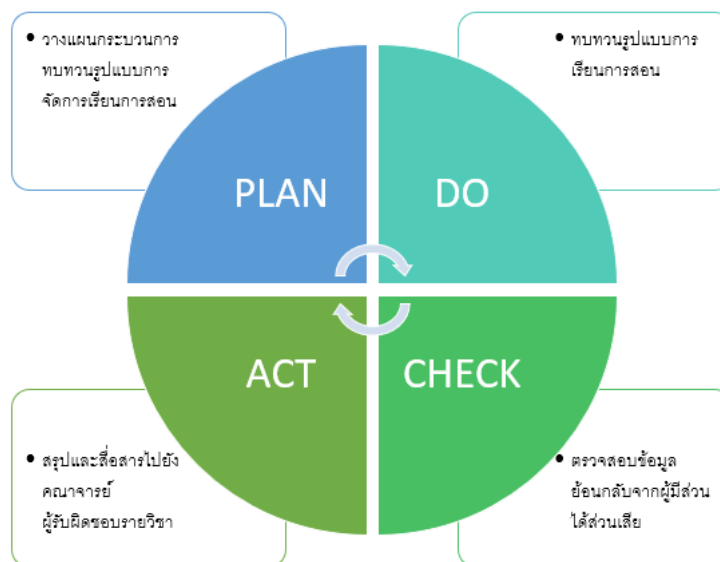 • วางแผนกระบวนการ
ทบทวนรูปแบบการ
จัดการเรียนการสอน
• ทบทวนรูปแบบการ
เรียนการสอน
PLAN
DO
ACT
CHECK
• สรุปและสื่อสารไปยัง
คณาจารย์
ผู้รับผิดชอบรายวิชา
• ตรวจสอบข้อมูล
ย้อนกลับจากผู้มีส่วน
ได้ส่วนเสีย